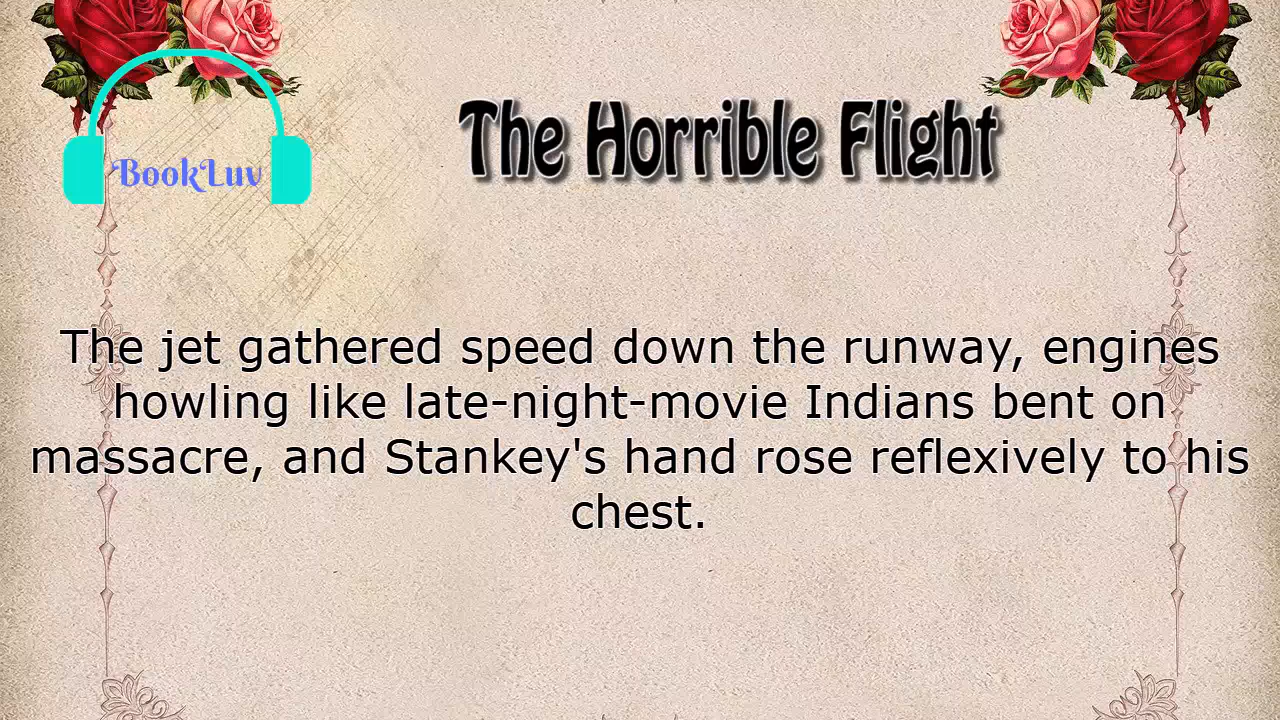 The Horrible Flight
BookLuv
The jet gathered speed down the runway, engines
howling like late-night-movie Indians bent on
massacre, and Stankey's hand rose reflexively to his
chest.